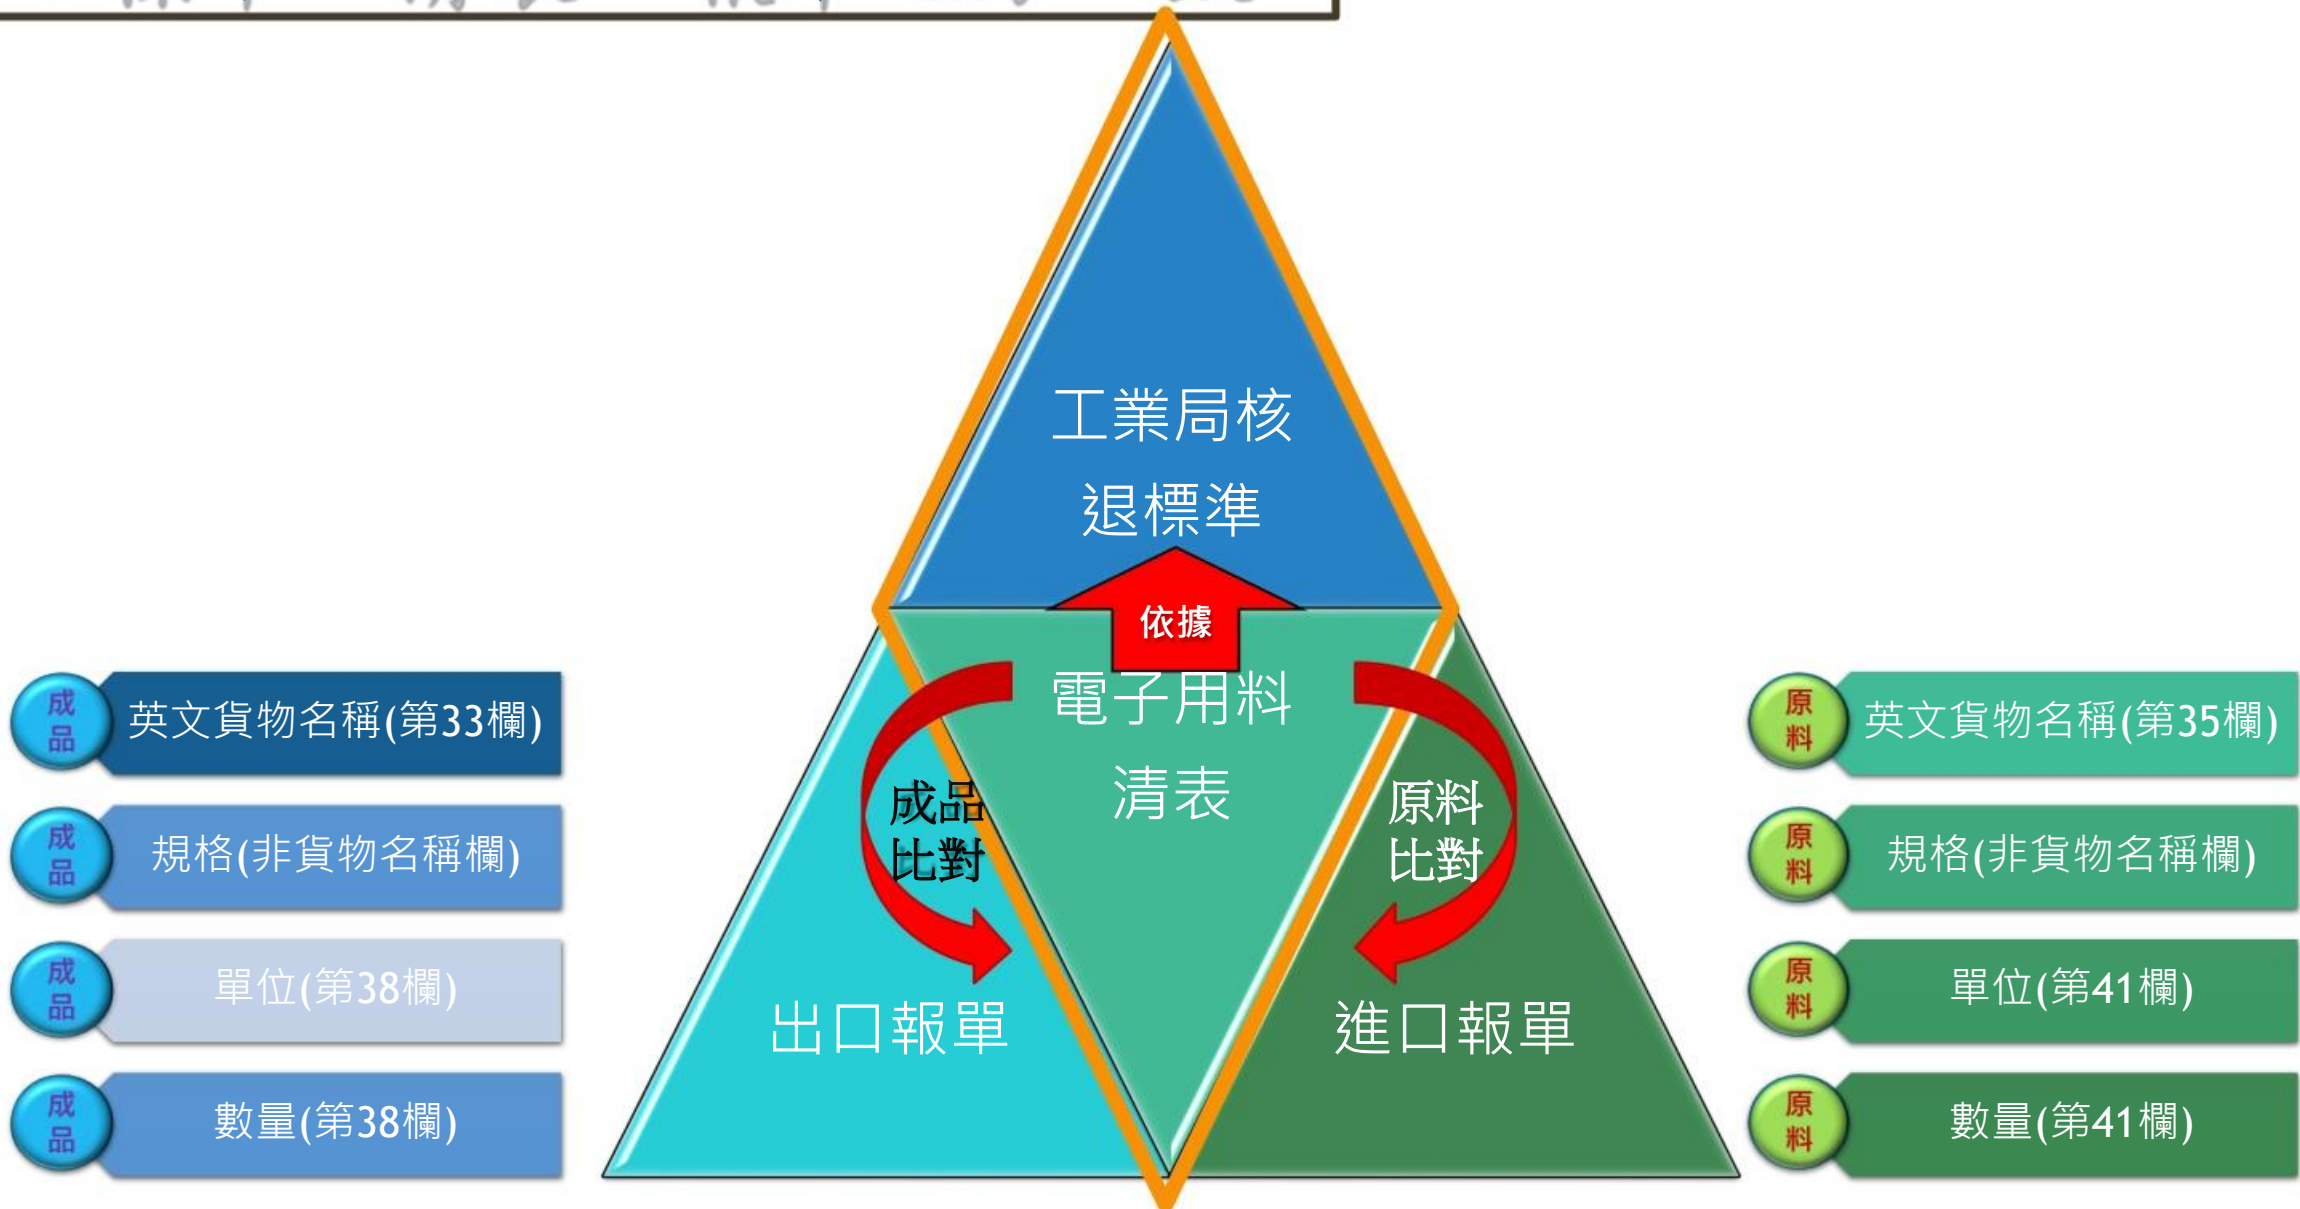 工業局核
退標準
依據
電子用料
清表
成品
比對
原料
比對
出口報單
進口報單
成品
英文貨物名稱(第33欄)
成品
規格(非貨物名稱欄)
成品
單位(第38欄)
成品
數量(第38欄)
原料
英文貨物名稱(第35欄)
原料
規格(非貨物名稱欄)
原料
單位(第41欄)
原料
數量(第41欄)